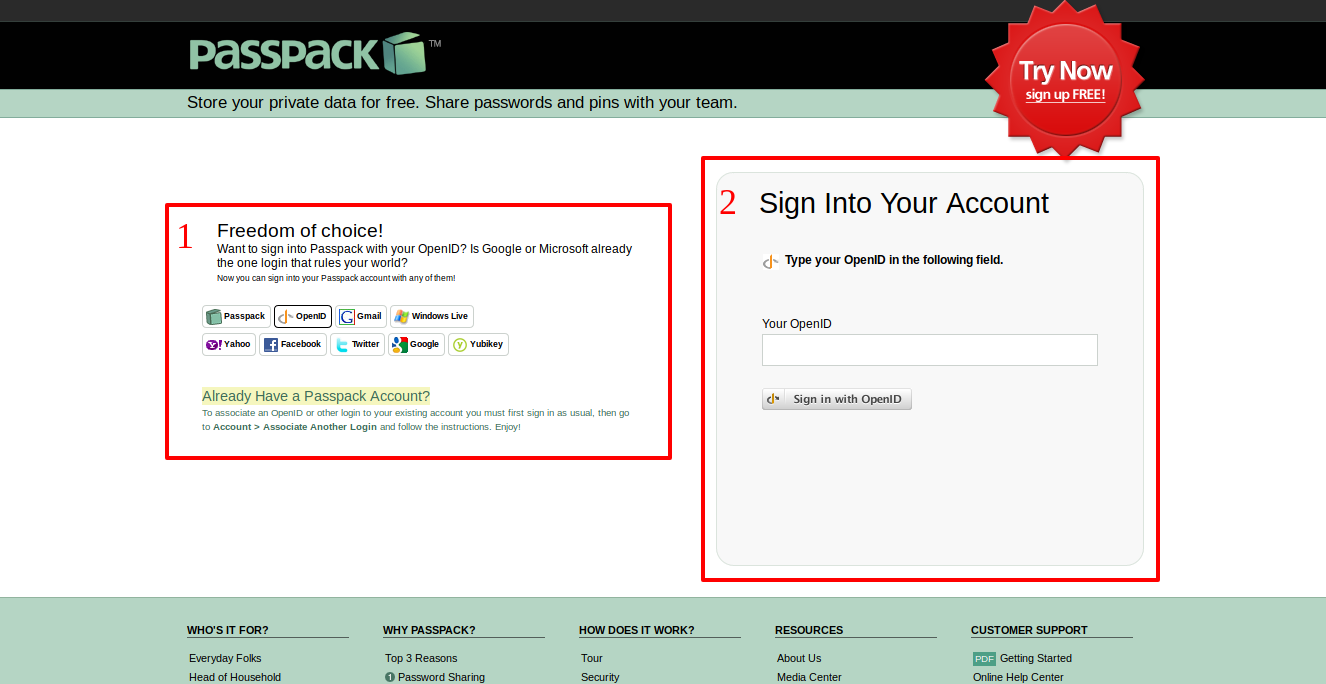 PASSPACK TM
Try Now
sign up FREE!
Store your private data for free. Share passwords and pins with your team.
1
Freedom of choice!
Want to sign into Passpack with your OpenID? Is Google or Microsoft already
the one login that rules your world?
Now you can sign into your Passpack account with any of them!
Passpack OpenID Gmail Windows Live
Yahoo Facebook Twitter Google Yubikey
Already Have a Passpack Account?
To associate an OpenID or other login to your existing account you must first sign in as usual, then go
to Account > Associate Another Login and follow the instructions. Enjoy!
2
Sign Into Your Account
Type your OpenID in the following field.
Your OpenID
Sign in with OpenID
WHO'S IT FOR?
Everyday Folks
Head of Household
WHY PASSPACK?
Top 3 Reasons
1 Password Sharing
HOW DOES IT WORK?
Tour
Security
RESOURCES
About Us
Media Center
CUSTOMER SUPPORT
PDF Getting Started
Online Help Center